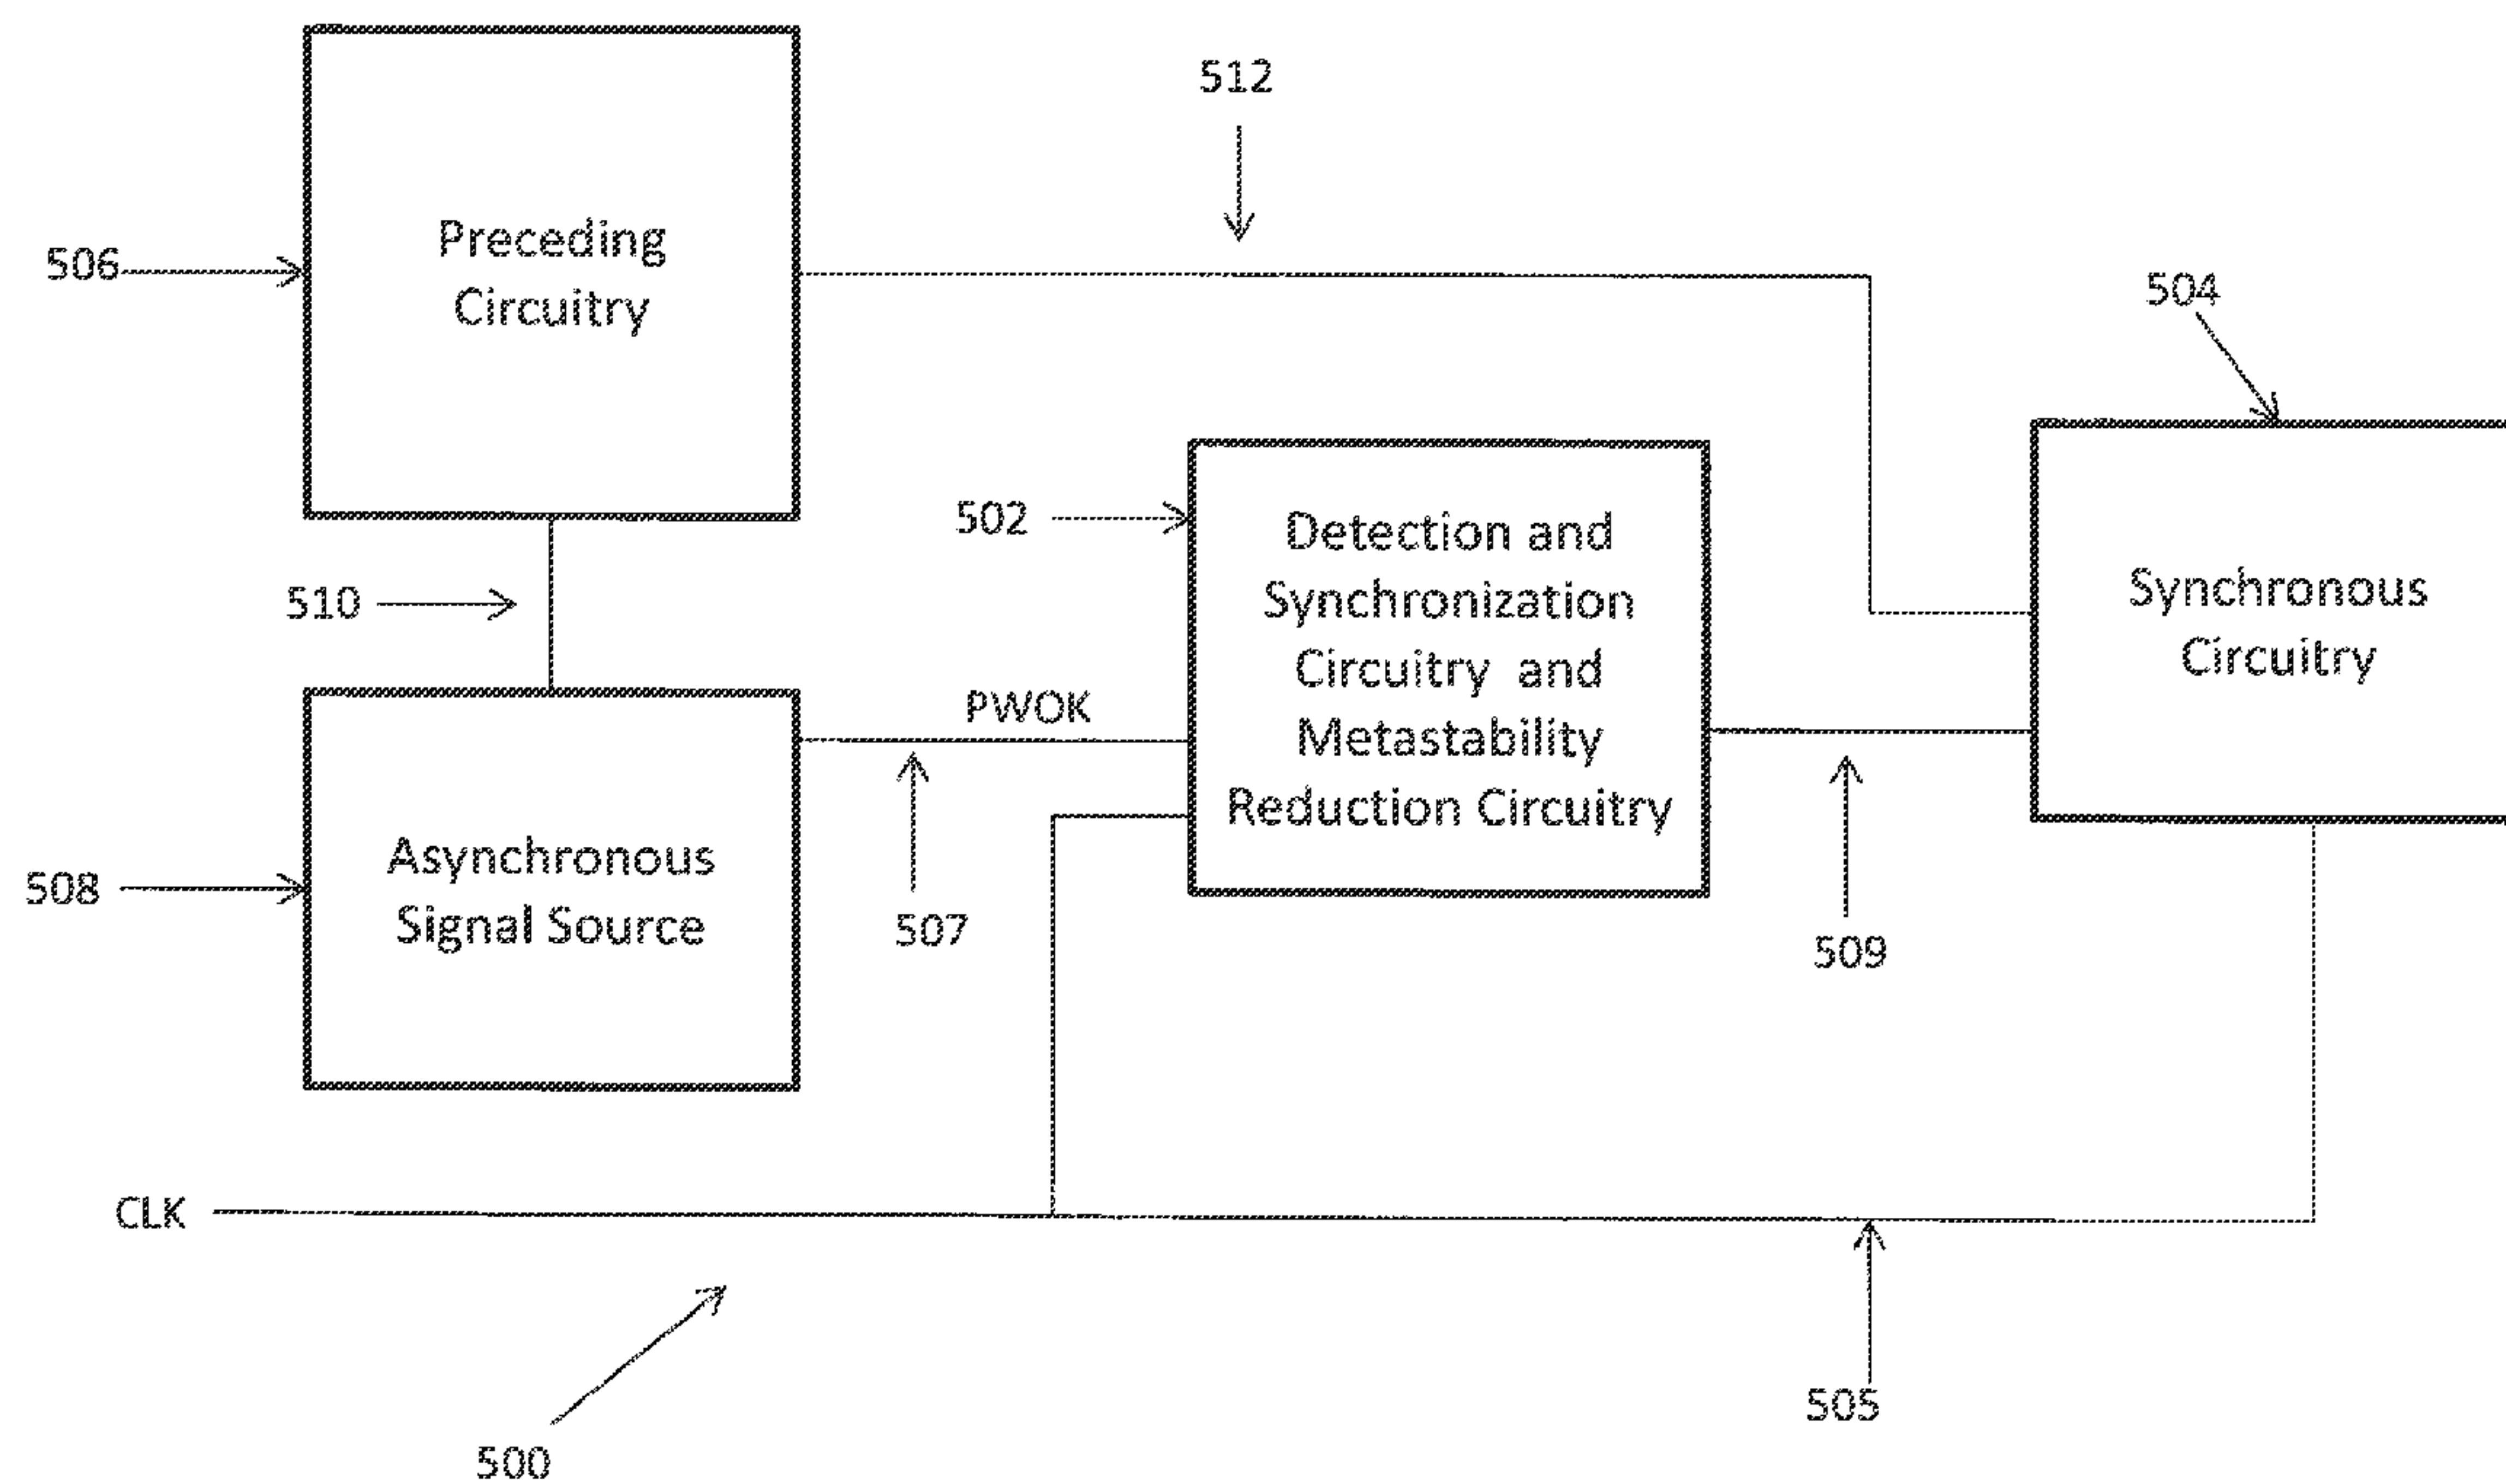 512
506
Preceding
Circuitry
504
502
Detection and
Synchronization
Circuitry and
Metastability
Reduction Circuitry
Synchronous
Circuitry
510
PWOK
508
Asynchronous
Signal Source
507
509
CLK
505
500